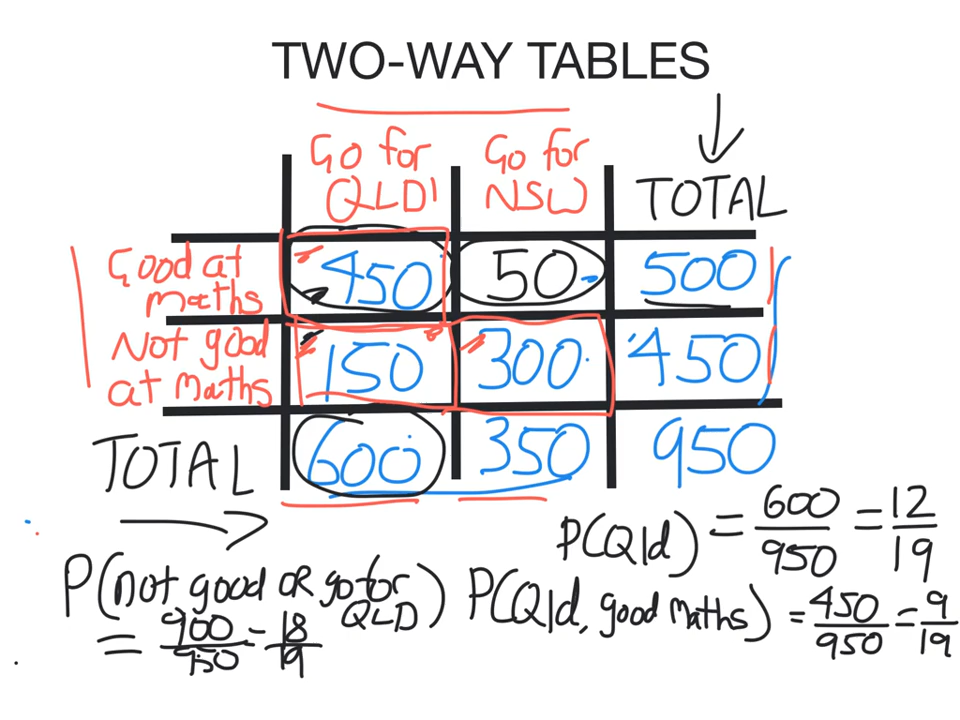 TWO-WAY TABLES
Go for QLD Go for NSW TOTAL
Good at maths 450 50 500
Not good at maths 150 300 450
TOTAL 600 350 950
P(Qld) = 600/950 = 12/19
P(not good OR go for QLD) = 900/950 = 18/19
P(Qld, good maths) = 450/950 = 9/19